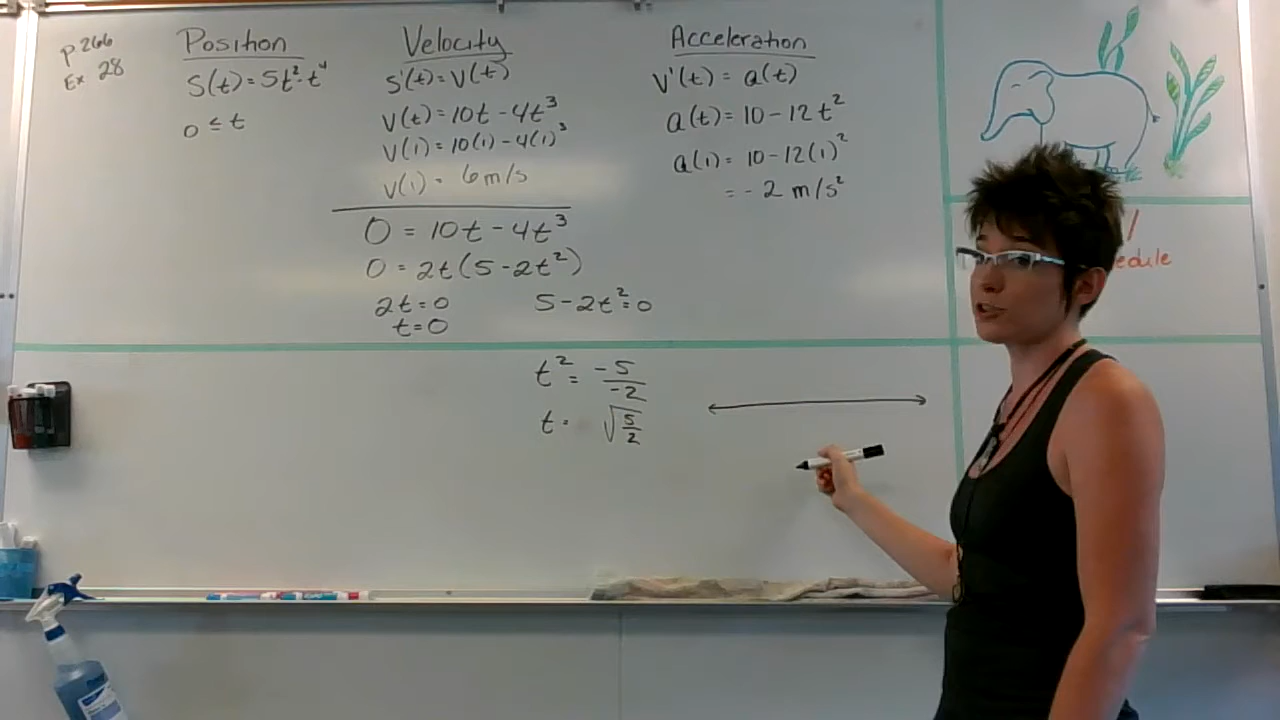 p 266
Ex 28
Position
S(t) = 5t² - t⁴
0 ≤ t
Velocity
S'(t) = V(t)
V(t) = 10t - 4t³
V(1) = 10(1) - 4(1)³
V(1) = 6 m/s
0 = 10t - 4t³
0 = 2t(5 - 2t²)
2t = 0
t = 0
5 - 2t² = 0
t² = -5/-2
t = √5/2
Acceleration
V'(t) = a(t)
a(t) = 10 - 12t²
a(1) = 10 - 12(1)²
= -2 m/s²
edule